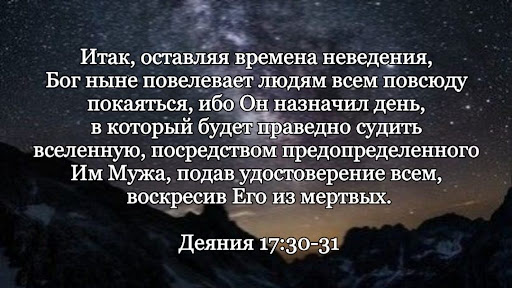 Итак, оставляя времена неведения,
Бог ныне повелевает людям всем повсюду
покаяться, ибо Он назначил день,
в который будет праведно судить
вселенную, посредством предопределенного
Им Мужа, подав удостоверение всем,
воскресив Его из мертвых.
Деяния 17:30-31